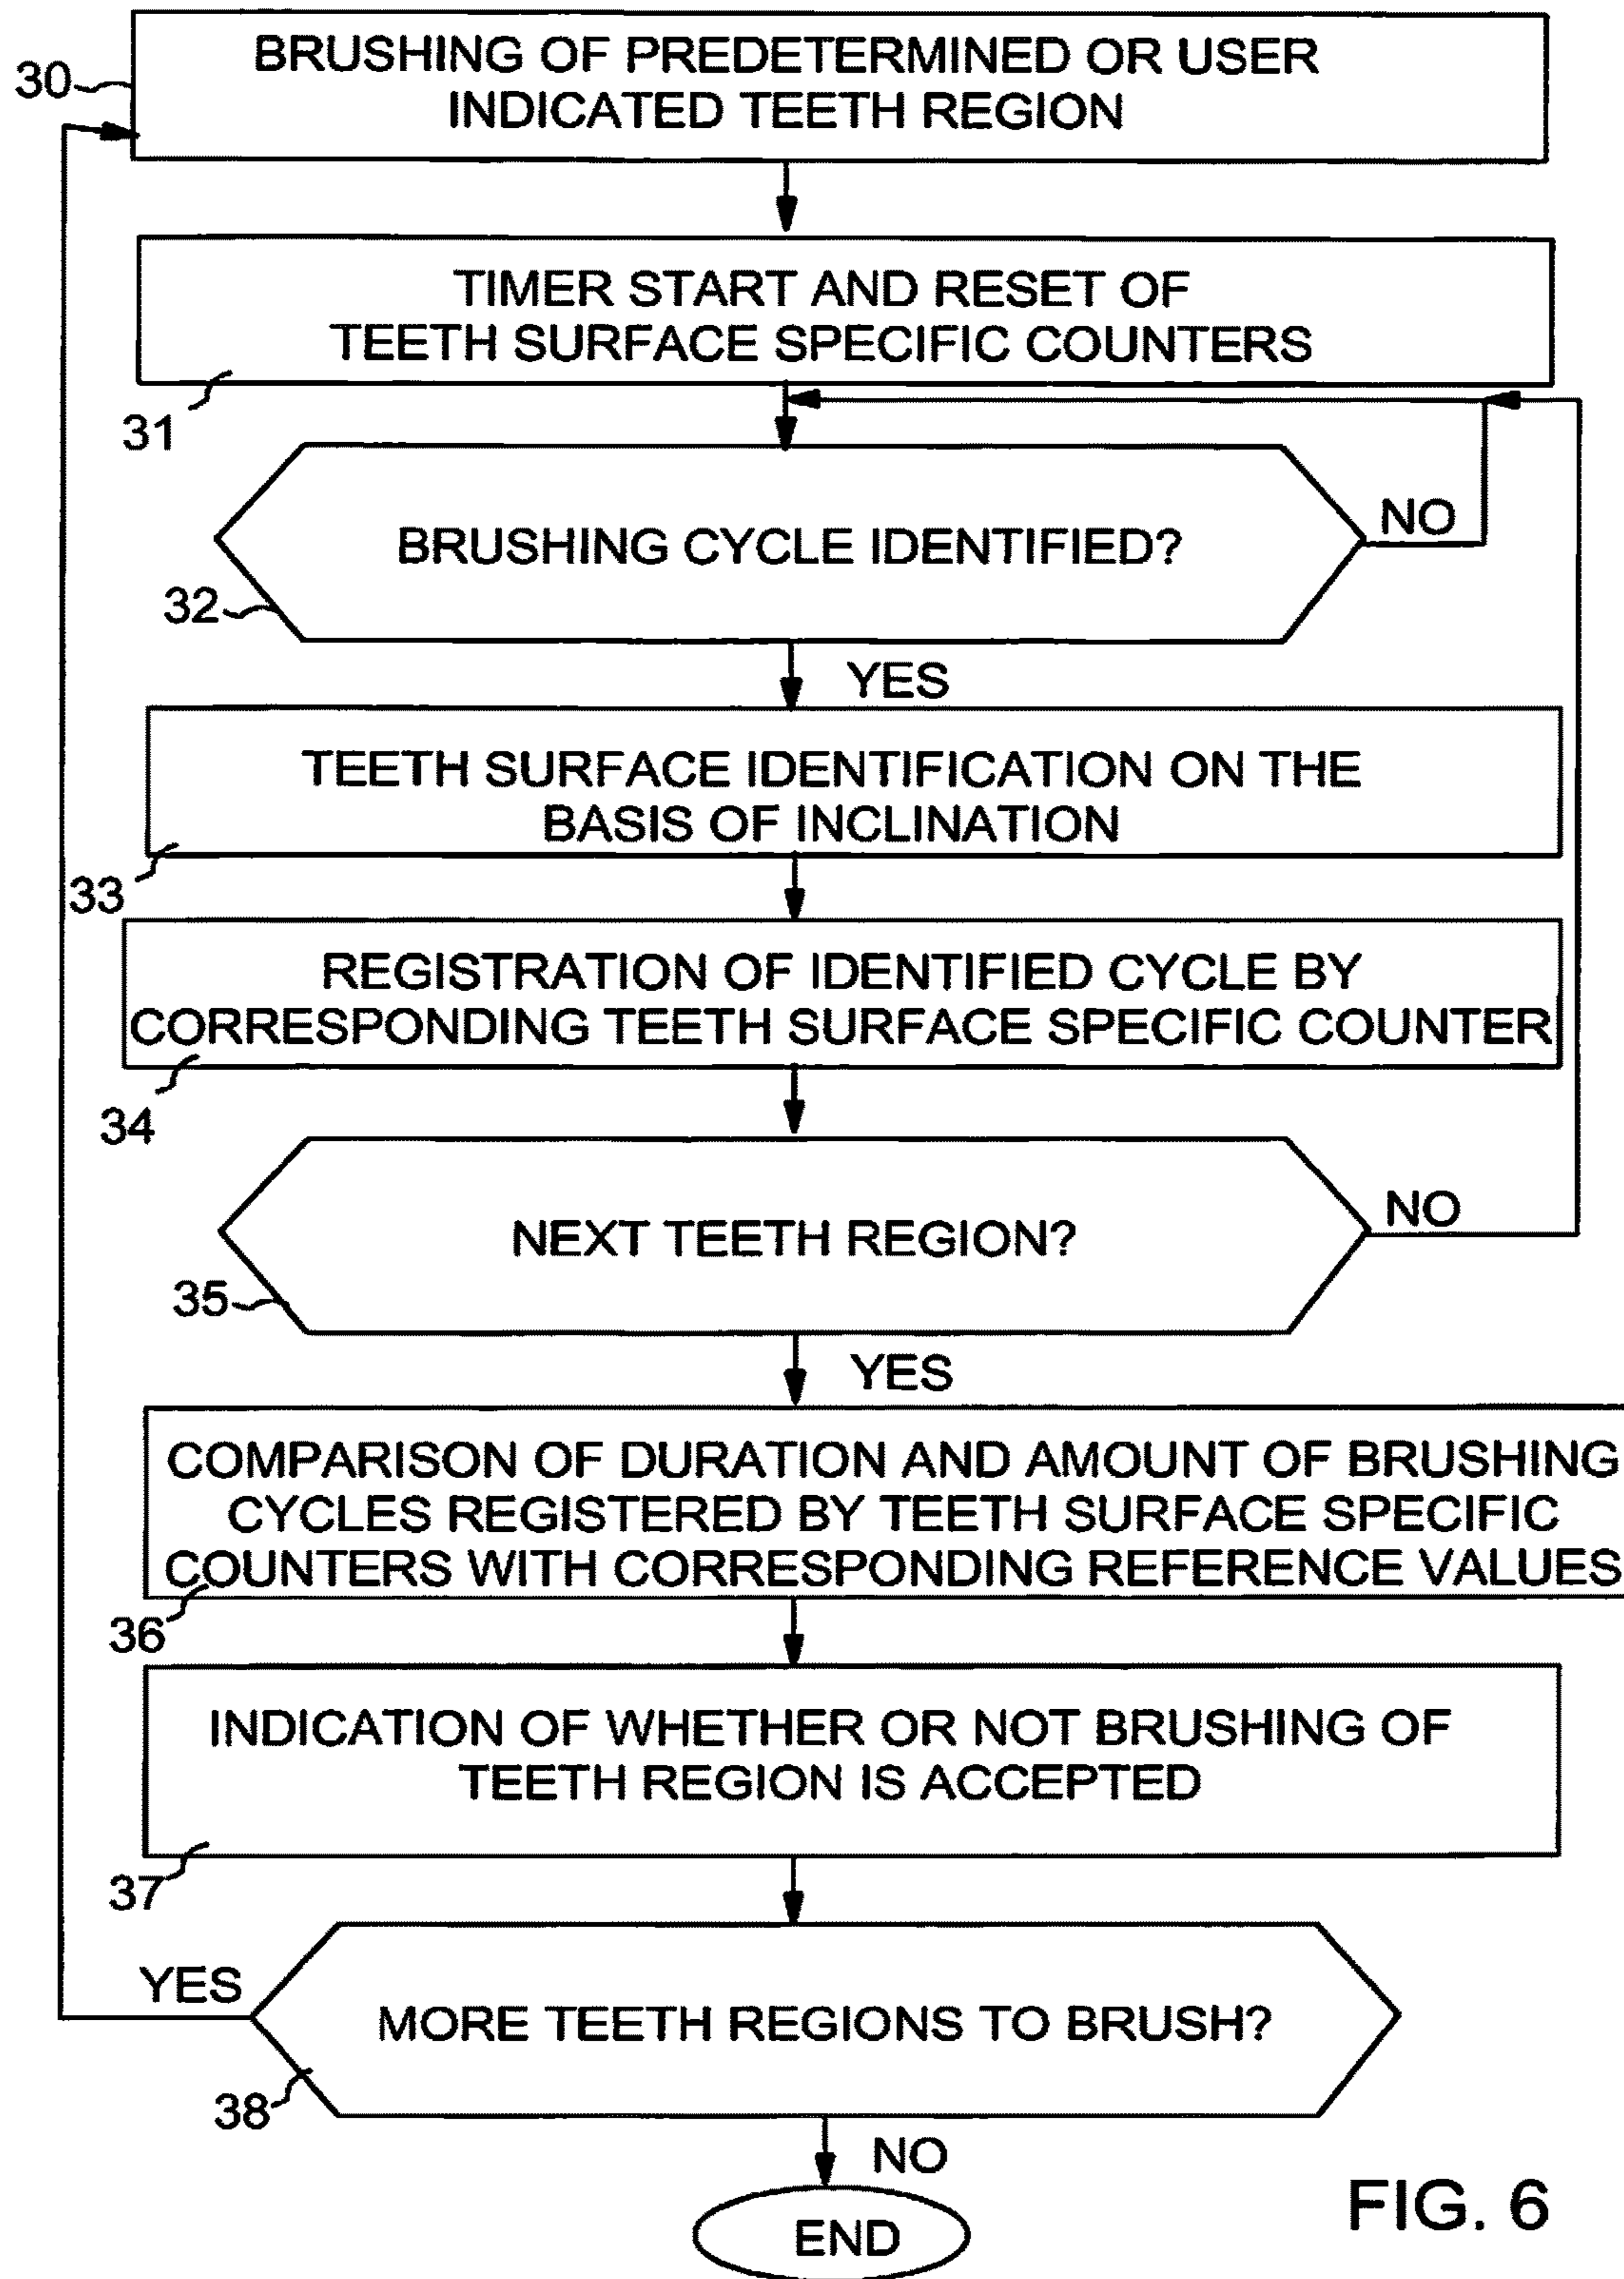 30
BRUSHING OF PREDETERMINED OR USER
INDICATED TEETH REGION
TIMER START AND RESET OF
TEETH SURFACE SPECIFIC COUNTERS
31
BRUSHING CYCLE IDENTIFIED?
NO
32
YES
TEETH SURFACE IDENTIFICATION ON THE
BASIS OF INCLINATION
33
REGISTRATION OF IDENTIFIED CYCLE BY
CORRESPONDING TEETH SURFACE SPECIFIC COUNTER
34
NEXT TEETH REGION?
NO
35
YES
COMPARISON OF DURATION AND AMOUNT OF BRUSHING
CYCLES REGISTERED BY TEETH SURFACE SPECIFIC
COUNTERS WITH CORRESPONDING REFERENCE VALUES
36
INDICATION OF WHETHER OR NOT BRUSHING OF
TEETH REGION IS ACCEPTED
37
YES
MORE TEETH REGIONS TO BRUSH?
38
NO
END
FIG. 6